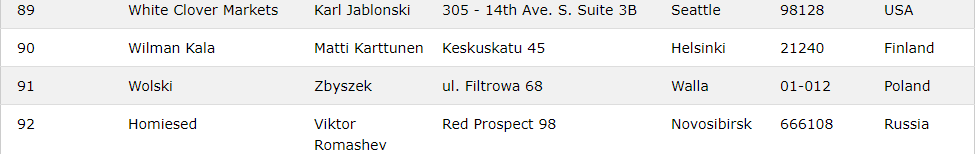 89 White Clover Markets Karl Jablonski 305 - 14th Ave. S. Suite 3B Seattle 98128 USA
90 Wilman Kala Matti Karttunen Keskuskatu 45 Helsinki 21240 Finland
91 Wolski Zbyszek ul. Filtrowa 68 Walla 01-012 Poland
92 Homiesed Viktor Red Prospect 98 Novosibirsk 666108 Russia
Romashev